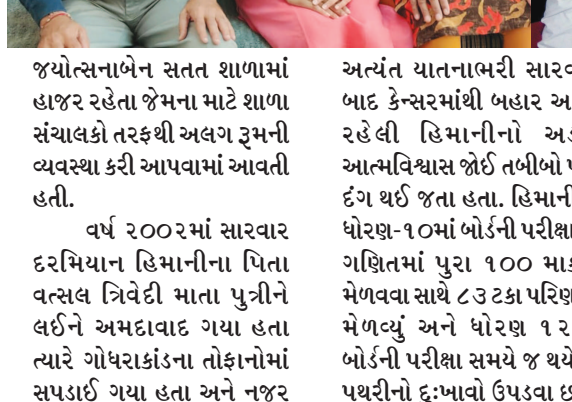 જયોત્સનાબેન સતત શાળામાં
હાજર રહેતા જેમના માટે શાળા
સંચાલકો તરફથી અલગ રૂમની
વ્યવસ્થા કરી આપવામાં આવતી
હતી.
વર્ષ ૨૦૦૨માં સારવાર
દરમિયાન હિમાનીના પિતા
વત્સલ ત્રિવેદી માતા પુત્રીને
લઈને અમદાવાદ ગયા હતા
ત્યારે ગોધરાકાંડના તોફાનોમાં
સપડાઈ ગયા હતા અને નજર
અત્યંત યાતનાભરી
બાદ કેન્સરમાંથી બહાર
રહેલી હિમાનીનો
આત્મવિશ્વાસ જોઈ તબીબો
દંગ થઈ જતા હતા.
ધોરણ-૧૦માં બોર્ડની પરીક્ષા
ગણિતમાં પુરા ૧૦૦
મેળવવા સાથે ૮૩ ટકા
મેળવ્યું અને ધોરણ ૧૨
બોર્ડની પરીક્ષા સમયે જ
પથરીનો દુઃખાવો ઉપડવા